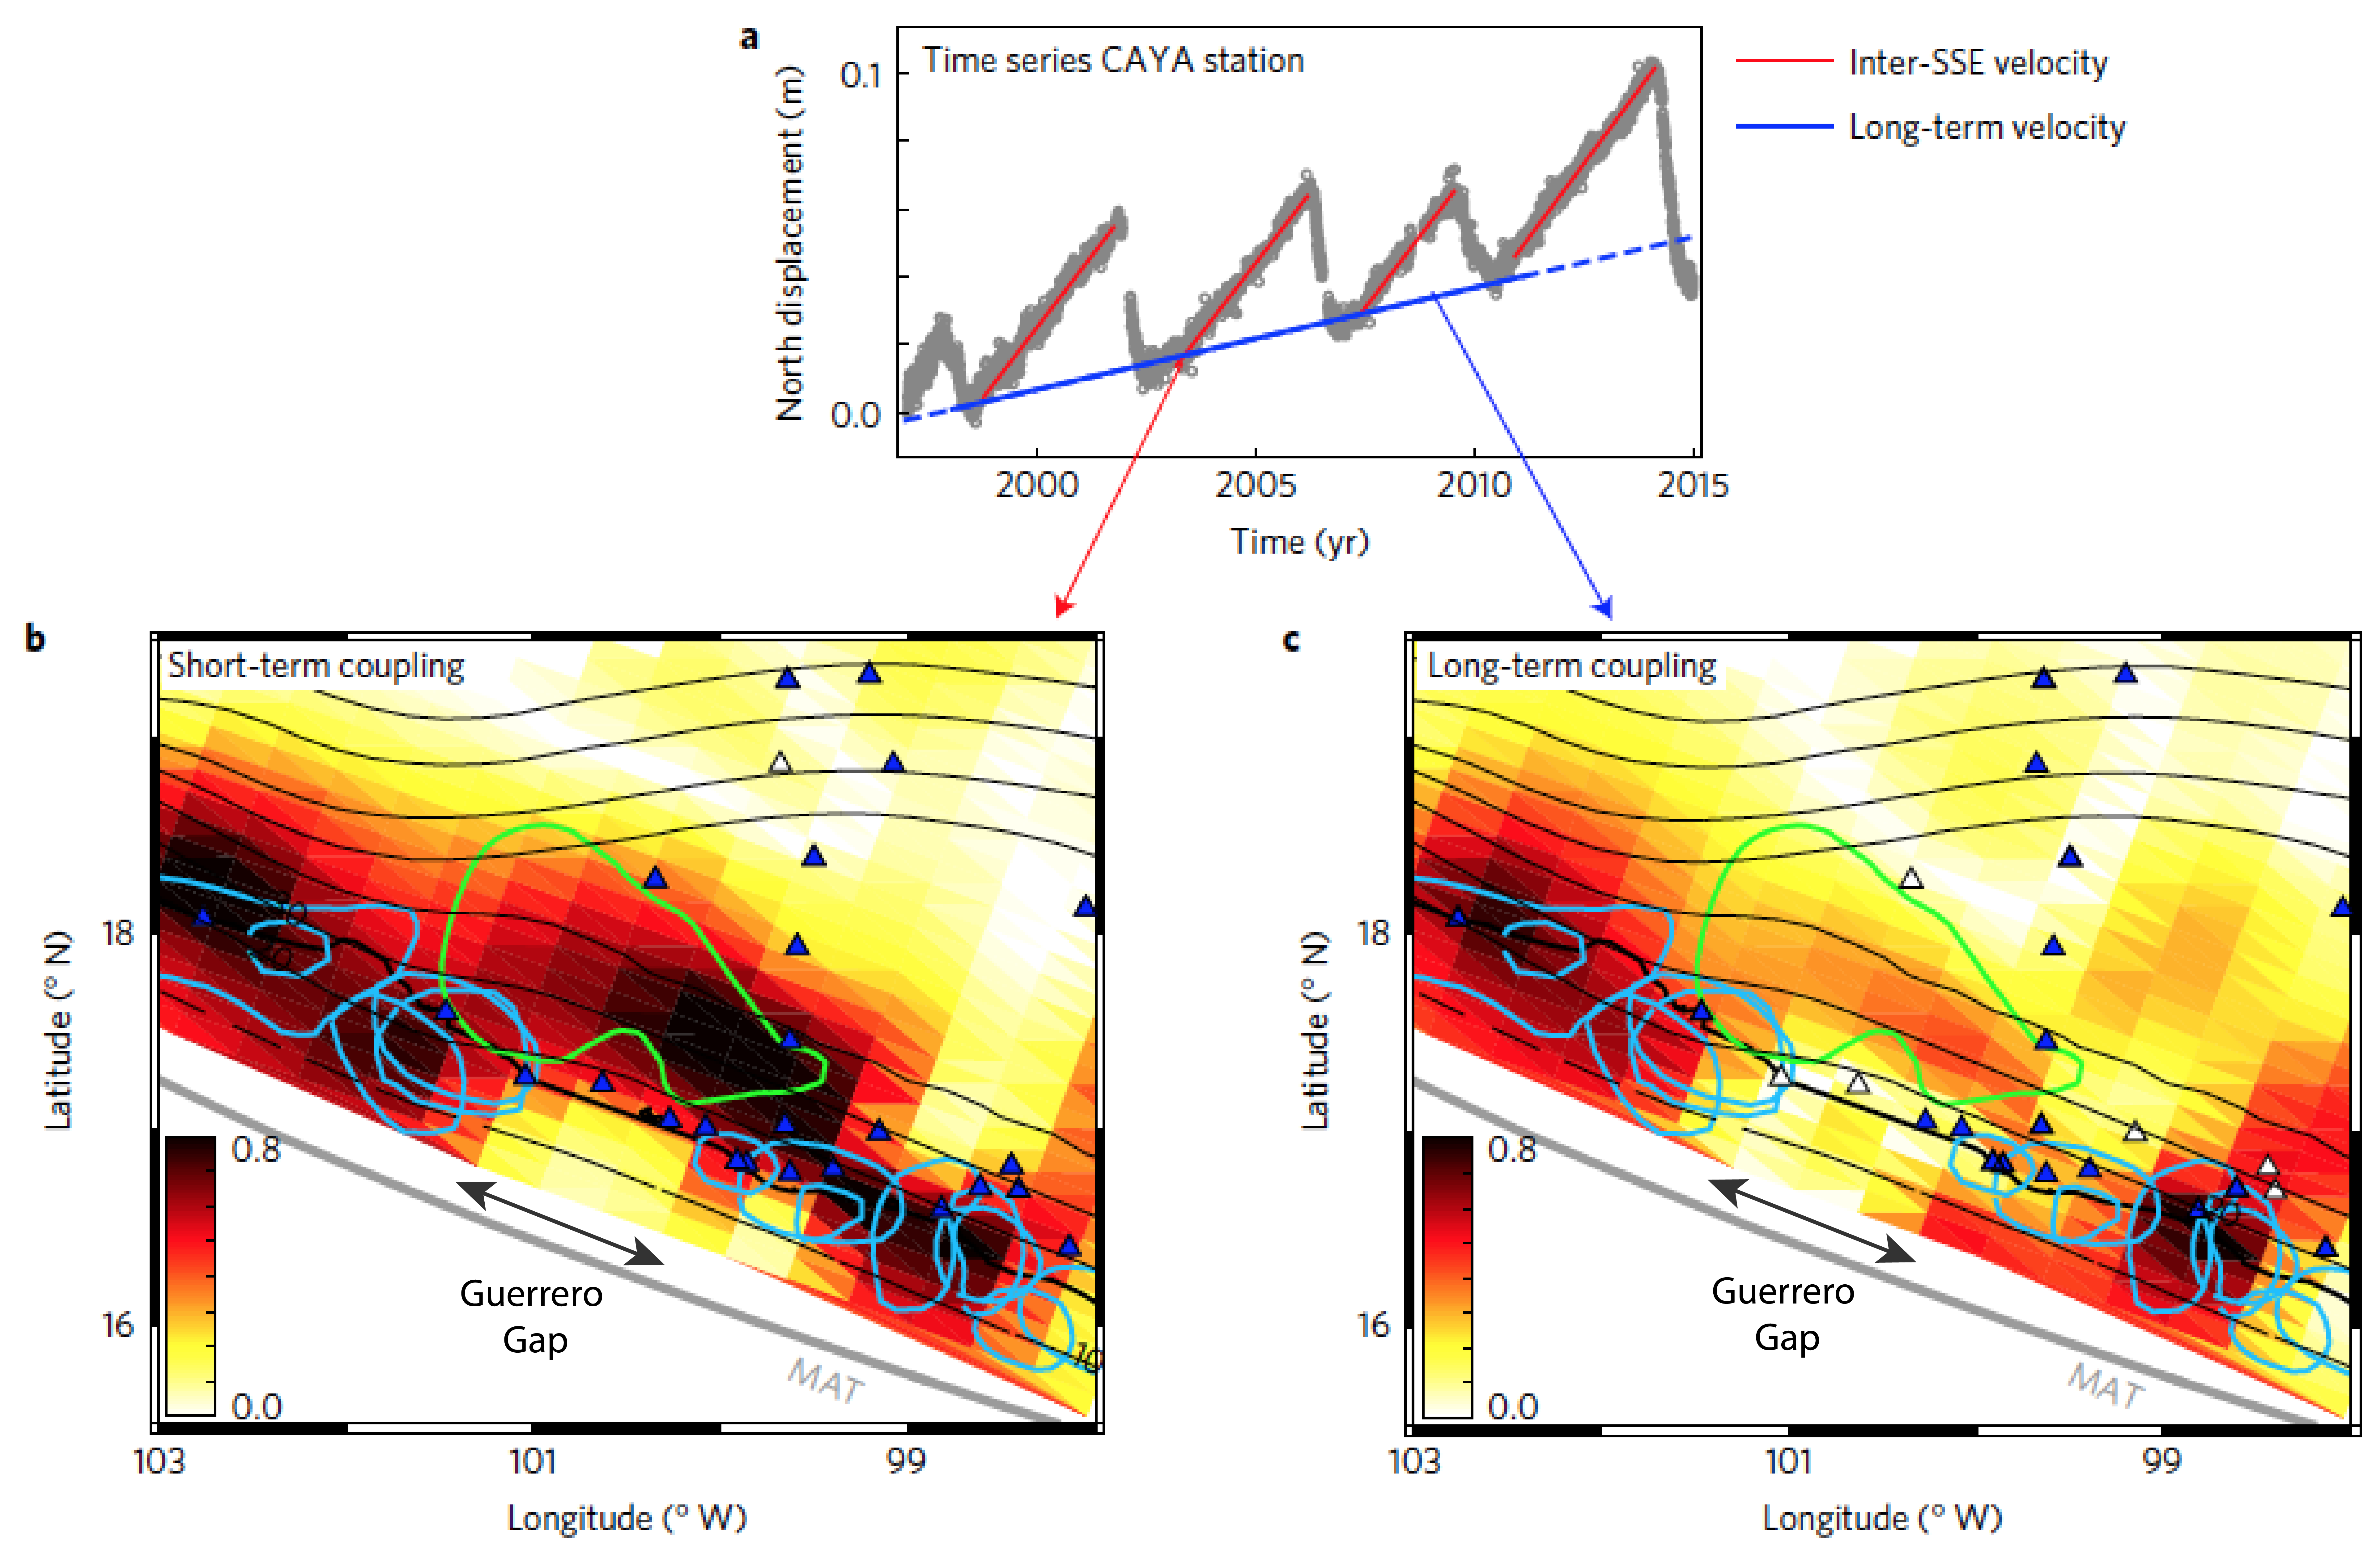 a
Time series CAYA station
Inter-SSE velocity
Long-term velocity
North displacement (m)
0.1
0.0
2000 2005 2010 2015
Time (yr)
b
Short-term coupling
Latitude (° N)
18
16
0.8
0.0
Guerrero
Gap
MAT
10
103 101 99
Longitude (° W)
c
Long-term coupling
Latitude (° N)
18
16
0.8
0.0
Guerrero
Gap
MAT
103 101 99
Longitude (° W)